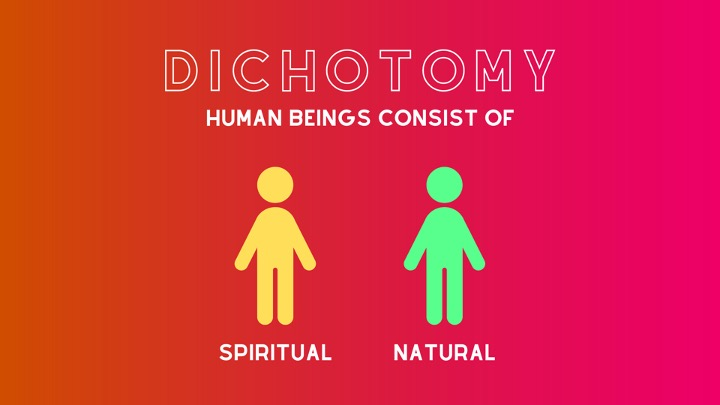 DICHOTOMY
HUMAN BEINGS CONSIST OF
SPIRITUAL
NATURAL